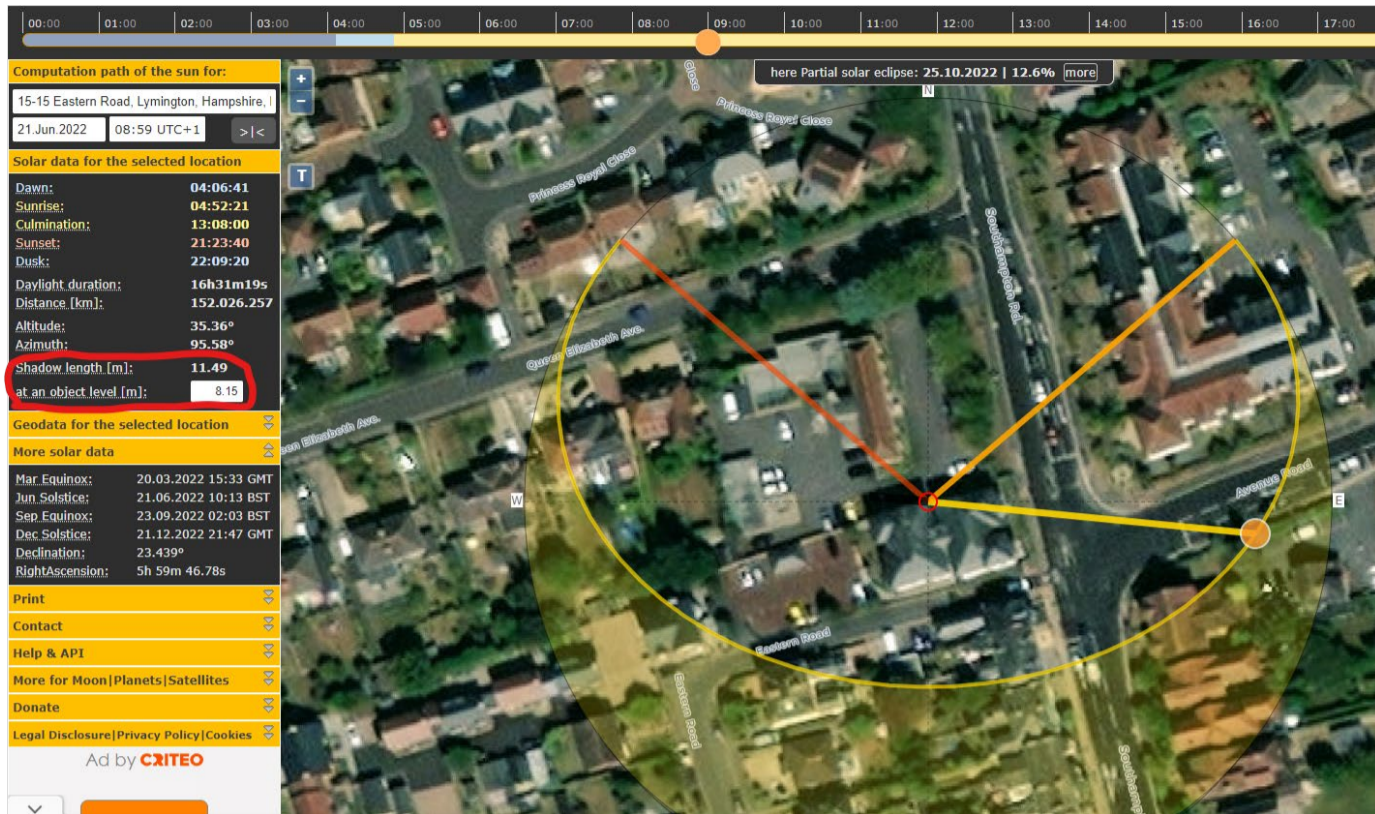 00:00 01:00 02:00 03:00 04:00 05:00 06:00 07:00 08:00 09:00 10:00 11:00 12:00 13:00 14:00 15:00 16:00 17:00
Computation path of the sun for:
15-15 Eastern Road, Lymington, Hampshire,
21.Jun.2022 08:59 UTC+1 >|<
Solar data for the selected location
Dawn: 04:06:41
Sunrise: 04:52:21
Culmination: 13:08:00
Sunset: 21:23:40
Dusk: 22:09:20
Daylight duration: 16h31m19s
Distance [km]: 152.026.257
Altitude: 35.36°
Azimuth: 95.58°
Shadow length [m]: 11.49
at an object level [m]: 8.15
Geodata for the selected location
More solar data
Mar Equinox: 20.03.2022 15:33 GMT
Jun Solstice: 21.06.2022 10:13 BST
Sep Equinox: 23.09.2022 02:03 BST
Dec Solstice: 21.12.2022 21:47 GMT
Declination: 23.439°
RightAscension: 5h 59m 46.78s
Print
Contact
Help & API
More for Moon|Planets|Satellites
Donate
Legal Disclosure|Privacy Policy|Cookies
Ad by CRITEO
+
-
T
here Partial solar eclipse: 25.10.2022 | 12.6% more
N
Close
Princess Royal Close
Princess Royal Close
Southampton Rd.
Queen Elizabeth Ave.
een Elizabeth Ave.
Avenue Road
W
E
Eastern Road
Eastern Road
Southamp